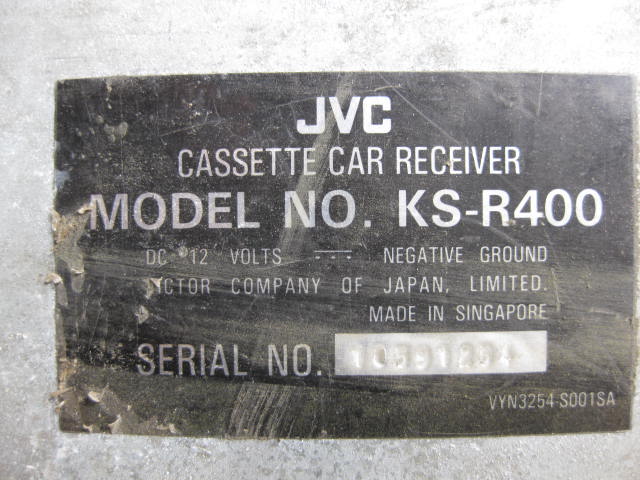 JVC
CASSETTE CAR RECEIVER
MODEL NO. KS-R400
DC 12 VOLTS NEGATIVE GROUND
COMPANY OF JAPAN, LIMITED.
MADE IN SINGAPORE
SERIAL NO.
VYN3254-S001SA